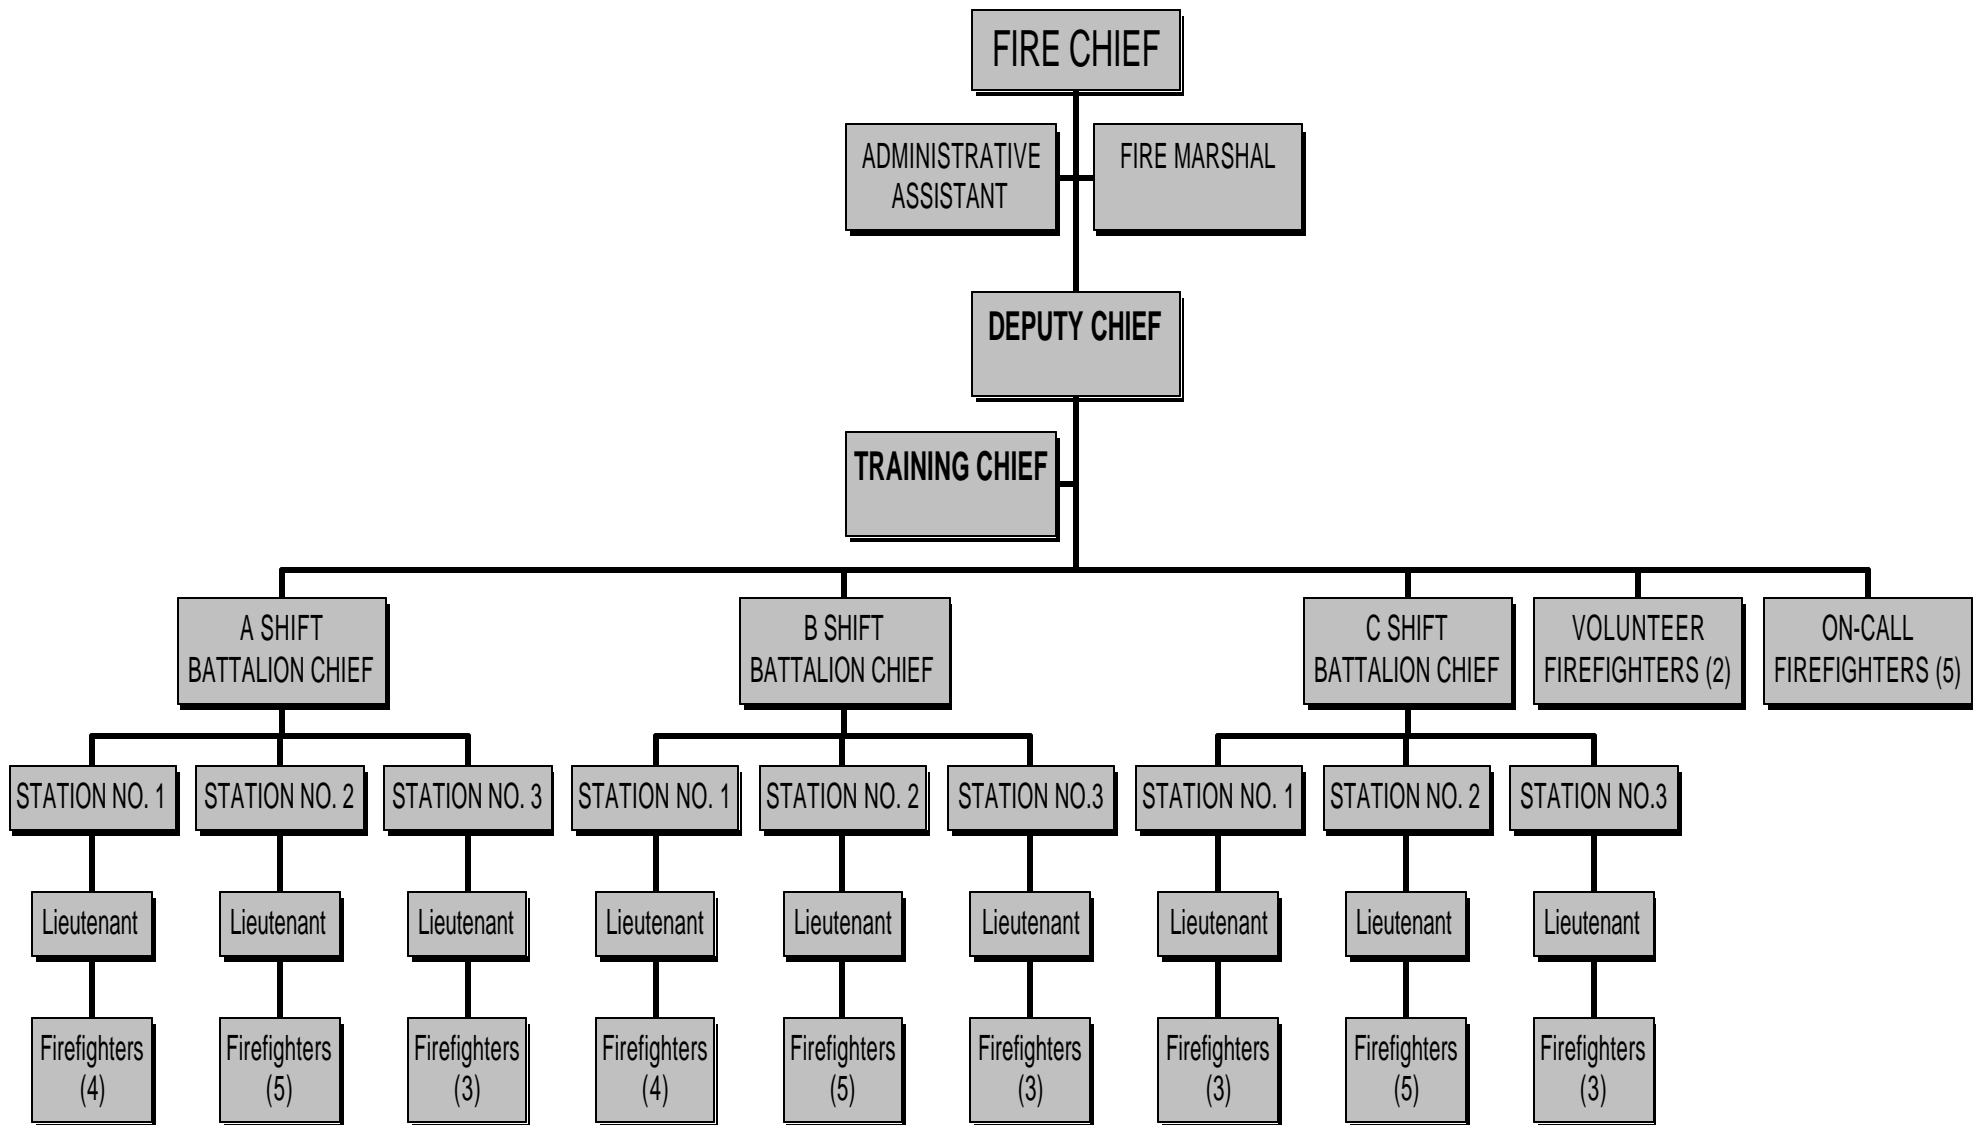 FIRE CHIEF
ADMINISTRATIVE
ASSISTANT
FIRE MARSHAL
DEPUTY CHIEF
TRAINING CHIEF
A SHIFT
BATTALION CHIEF
B SHIFT
BATTALION CHIEF
C SHIFT
BATTALION CHIEF
VOLUNTEER
FIREFIGHTERS (2)
ON-CALL
FIREFIGHTERS (5)
STATION NO. 1
STATION NO. 2
STATION NO. 3
STATION NO. 1
STATION NO. 2
STATION NO.3
STATION NO. 1
STATION NO. 2
STATION NO.3
Lieutenant
Lieutenant
Lieutenant
Lieutenant
Lieutenant
Lieutenant
Lieutenant
Lieutenant
Lieutenant
Firefighters
(4)
Firefighters
(5)
Firefighters
(3)
Firefighters
(4)
Firefighters
(5)
Firefighters
(3)
Firefighters
(3)
Firefighters
(5)
Firefighters
(3)